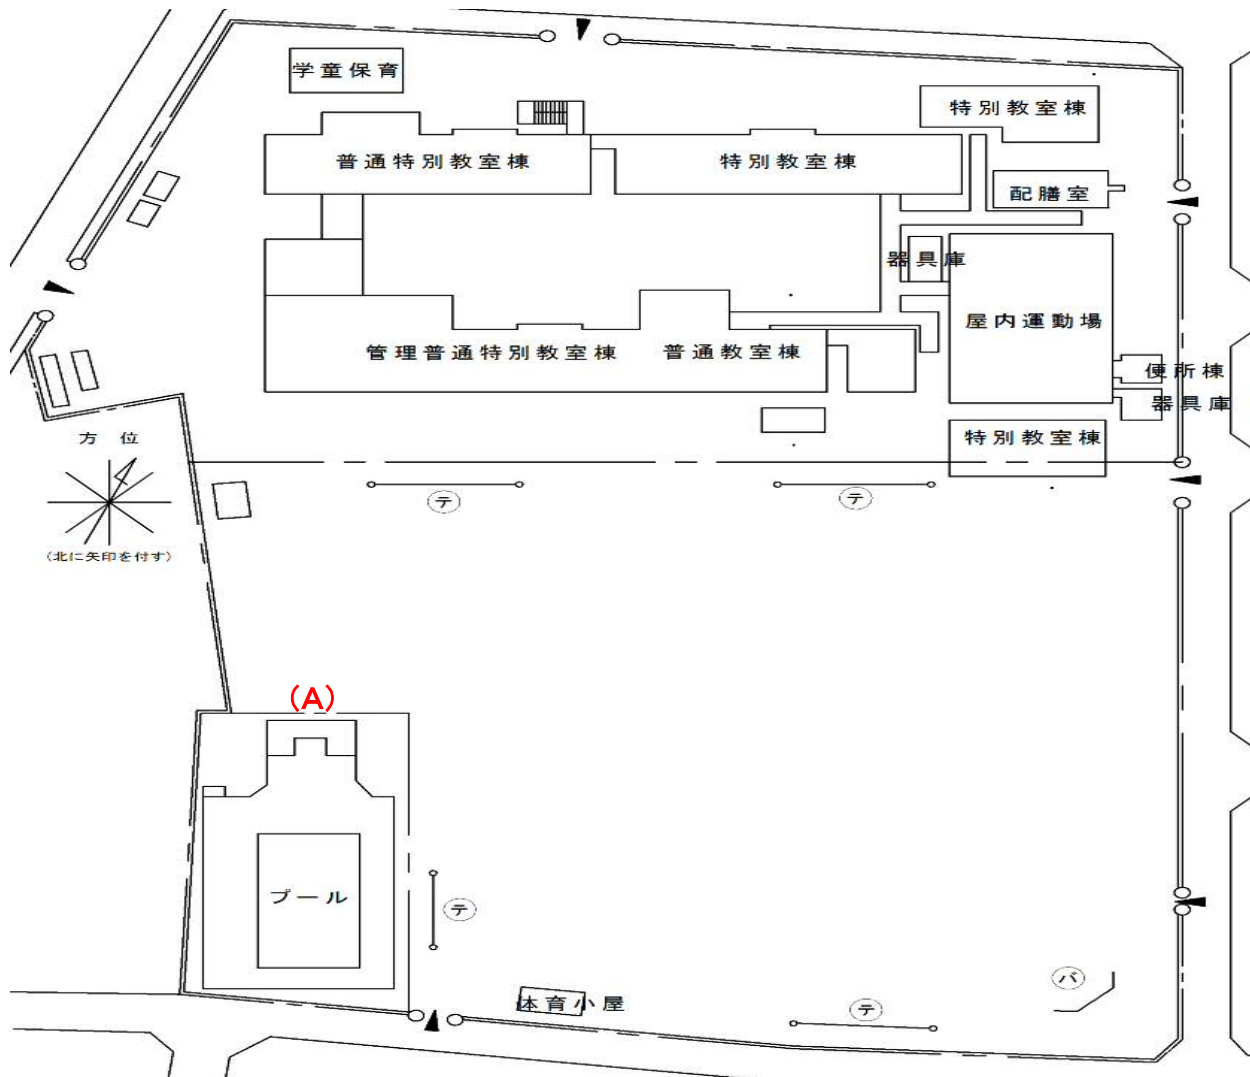 学童保育
特別教室棟
普通特別教室棟
特別教室棟
配膳室
器具庫
屋内運動場
管理普通特別教室棟
普通教室棟
便所棟
器具庫
特別教室棟
方位
テ
テ
(北に矢印を付す)
(A)
プール
テ
バ
体育小屋
テ